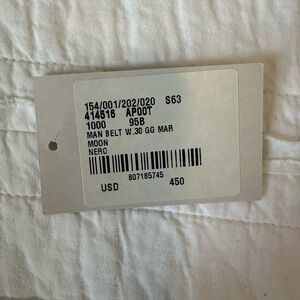 154/001/202/020 S63
414516 AP00T
1000 95B
MAN BELT W.30 GG MAR
MOON
NERO
807185745
USD 450